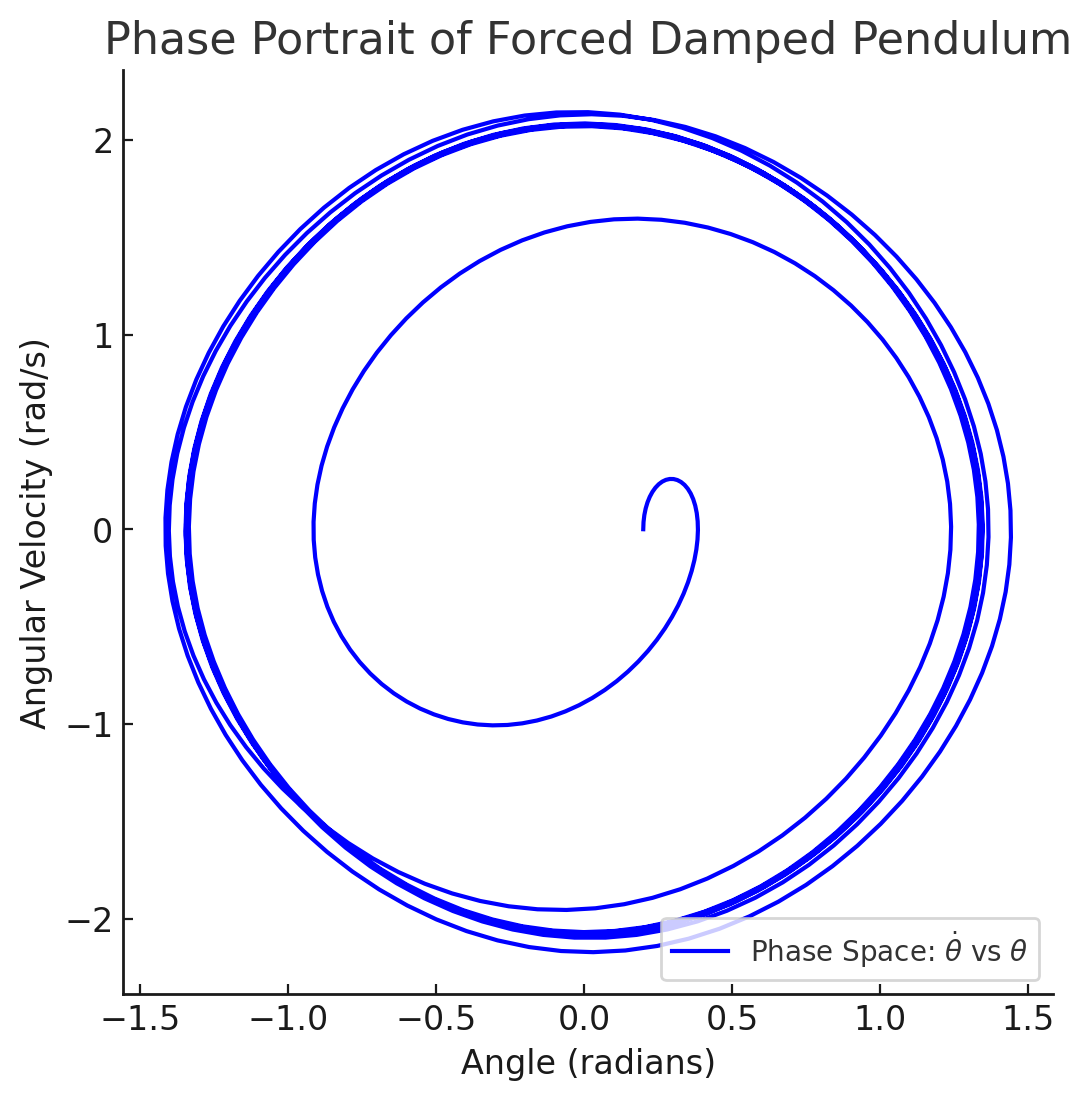 Phase Portrait of Forced Damped Pendulum
Angular Velocity (rad/s)
2
1
0
−1
−2
Phase Space: θ̇ vs θ
−1.5 −1.0 −0.5 0.0 0.5 1.0 1.5
Angle (radians)